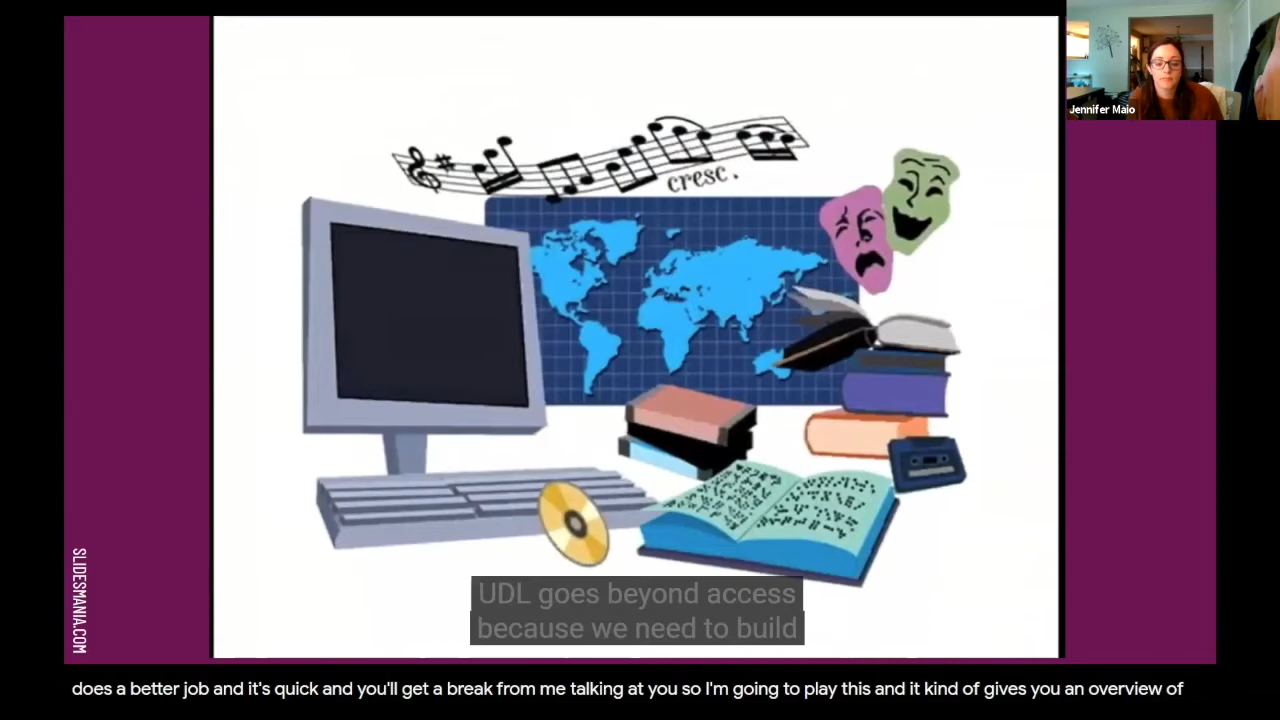 Jennifer Maio
cresc.
SLIDESMANIA.COM
UDL goes beyond access
because we need to build
does a better job and it's quick and you'll get a break from me talking at you so I'm going to play this and it kind of gives you an overview of